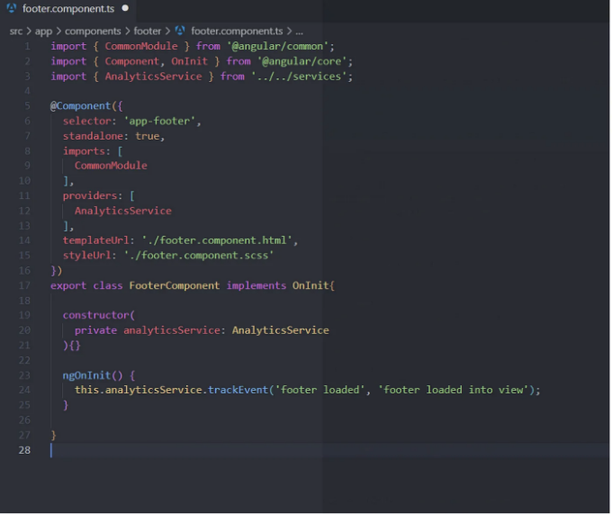 footer.component.ts
src > app > components > footer > footer.component.ts > ...
1 import { CommonModule } from '@angular/common';
2 import { Component, OnInit } from '@angular/core';
3 import { AnalyticsService } from '../../services';
4
5 @Component({
6 selector: 'app-footer',
7 standalone: true,
8 imports: [
9 CommonModule
10 ],
11 providers: [
12 AnalyticsService
13 ],
14 templateUrl: './footer.component.html',
15 styleUrl: './footer.component.scss'
16 })
17 export class FooterComponent implements OnInit{
18
19 constructor(
20 private analyticsService: AnalyticsService
21 ){}
22
23 ngOnInit() {
24 this.analyticsService.trackEvent('footer loaded', 'footer loaded into view');
25 }
26
27 }
28